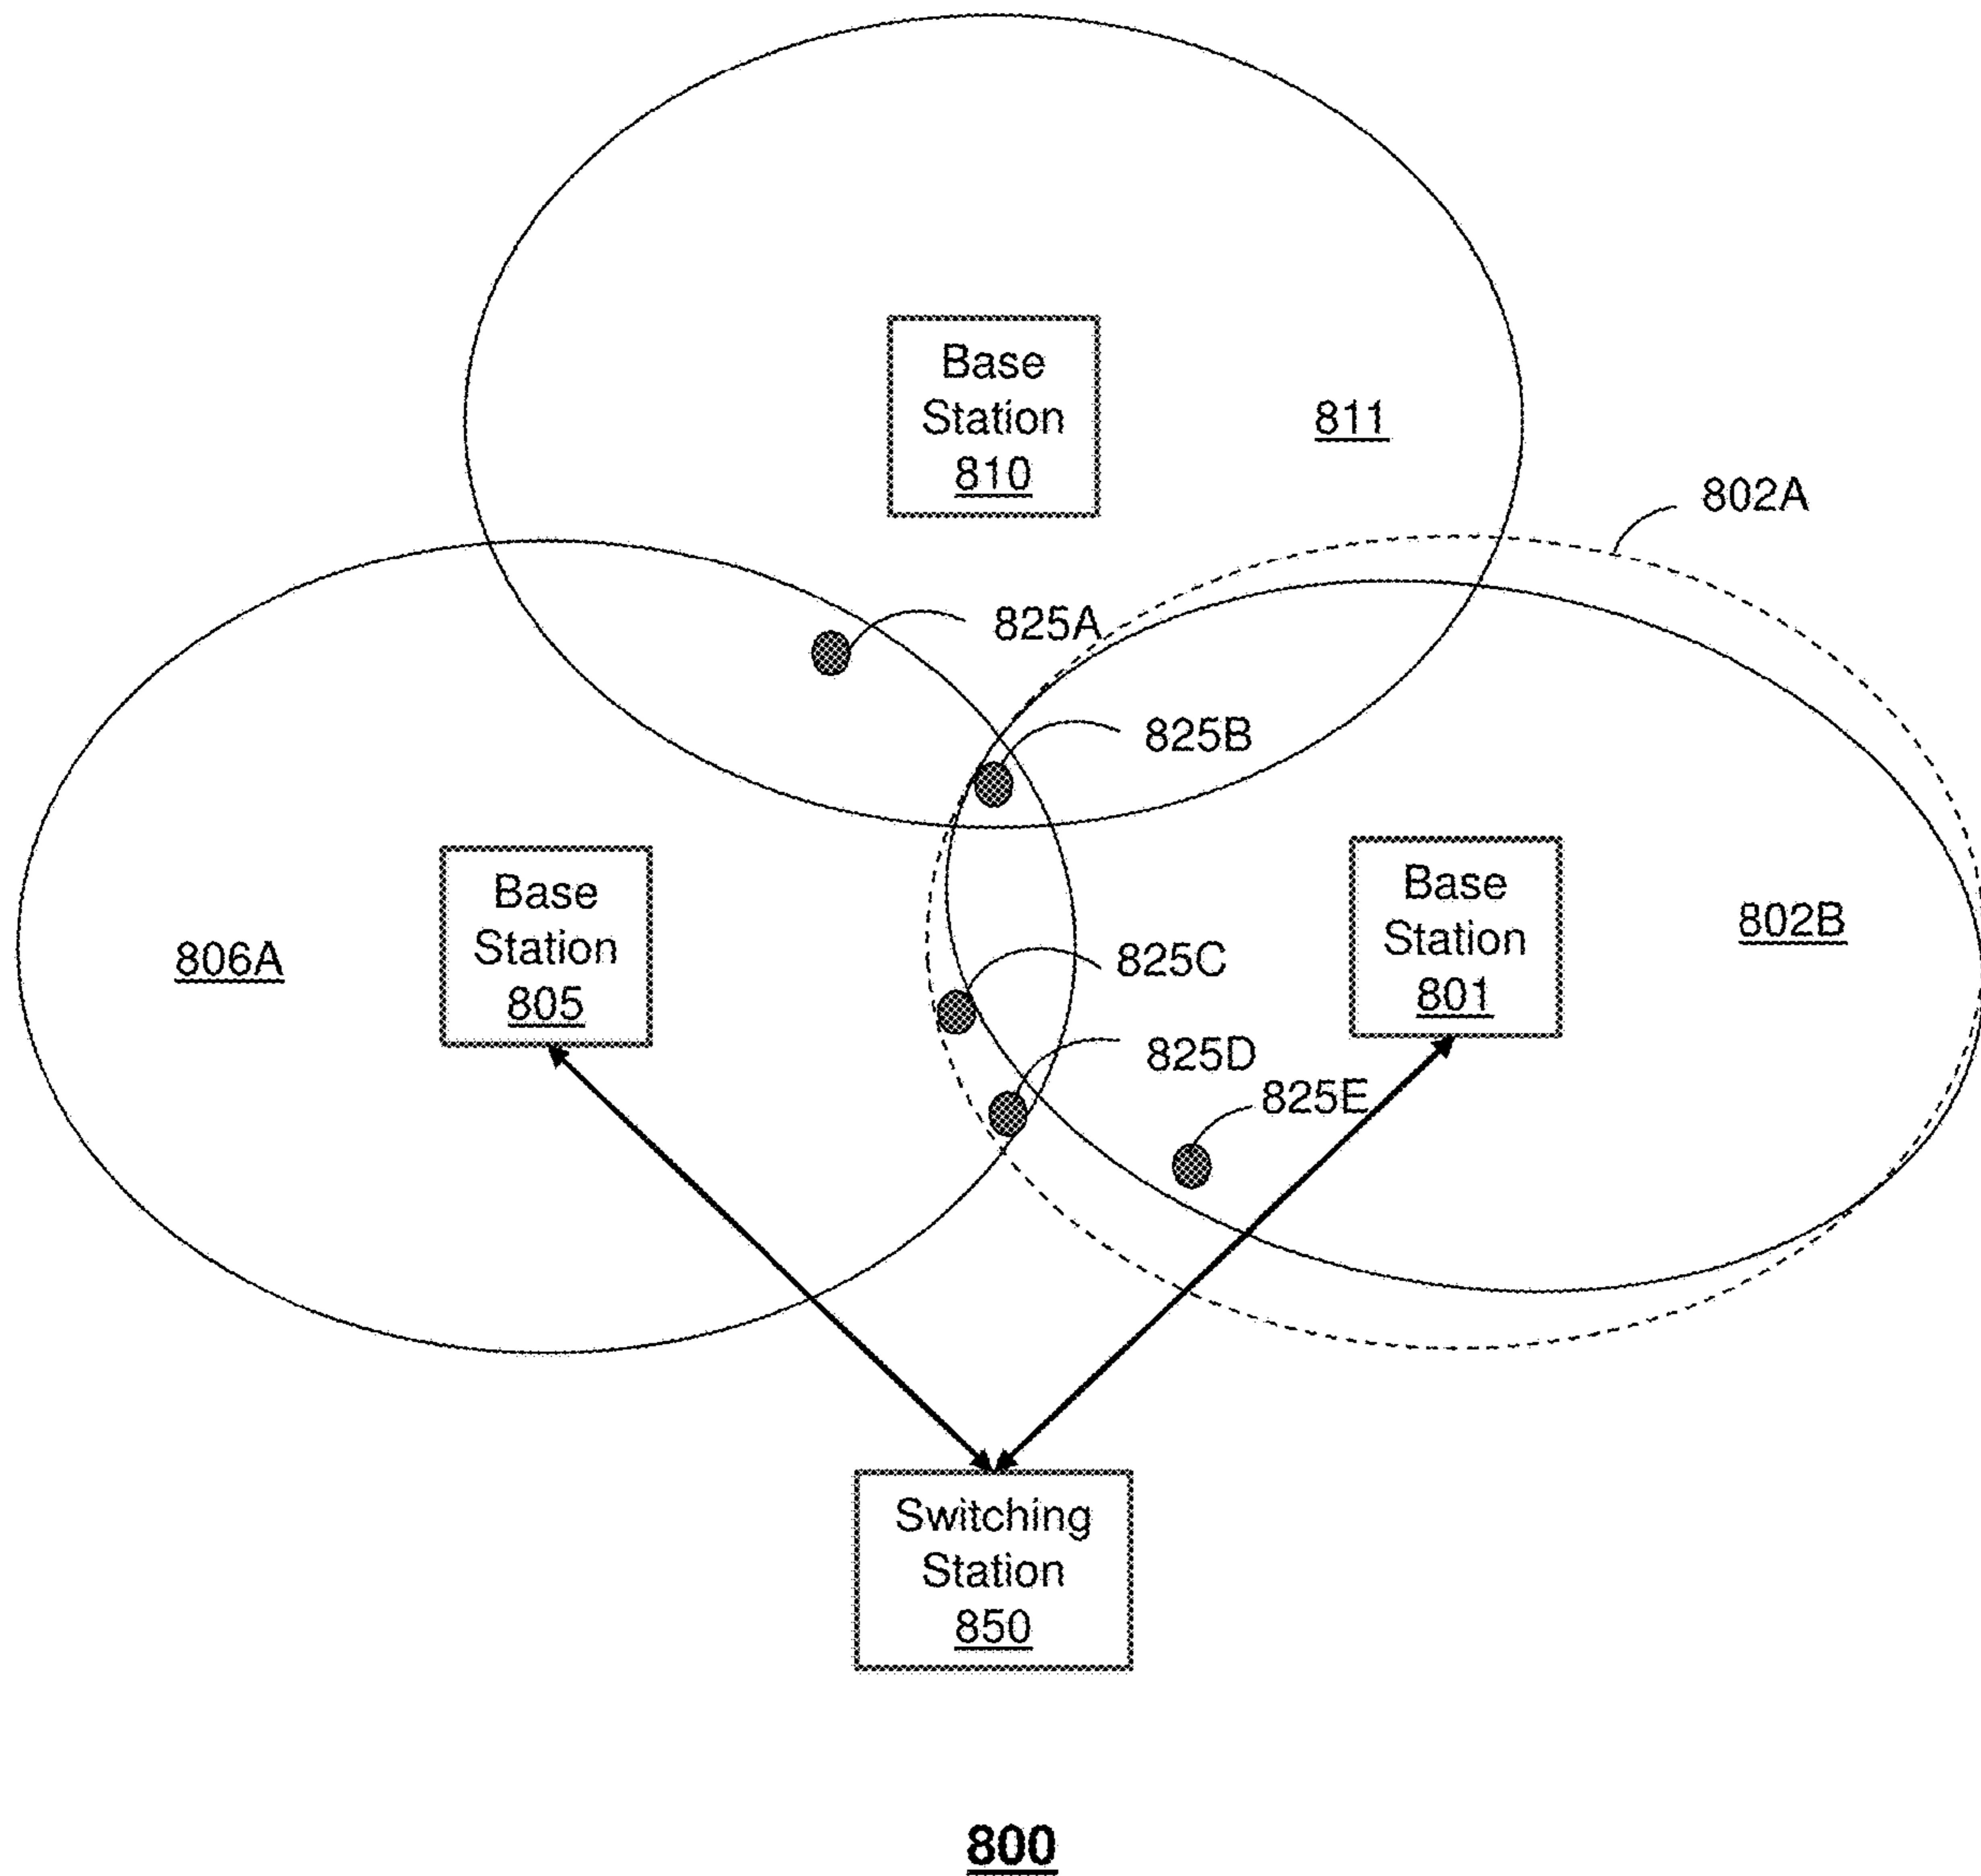 Base
Station
810
811
802A
825A
825B
Base
Station
805
806A
Base
Station
801
802B
825C
825D
825E
Switching
Station
850
800